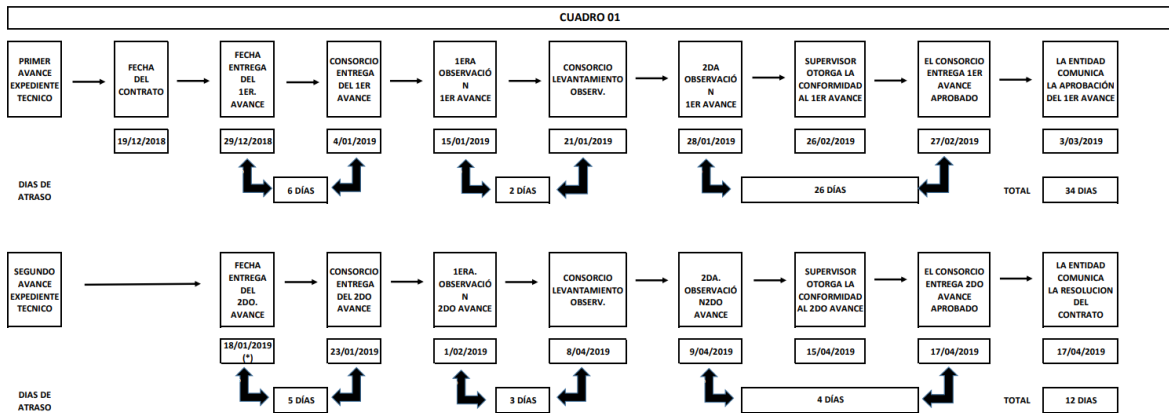 CUADRO 01
PRIMER
AVANCE
EXPEDIENTE
TECNICO
FECHA
DEL
CONTRATO
FECHA
ENTREGA
DEL
1ER.
AVANCE
CONSORCIO
ENTREGA
DEL 1ER
AVANCE
1ERA
OBSERVACIÓ
N
1ER AVANCE
CONSORCIO
LEVANTAMIENTO
OBSERV.
2DA
OBSERVACIÓ
N
1ER AVANCE
SUPERVISOR
OTORGA LA
CONFORMIDAD
AL 1ER AVANCE
EL CONSORCIO
ENTREGA 1ER
AVANCE
APROBADO
LA ENTIDAD
COMUNICA
LA APROBACIÓN
DEL 1ER AVANCE
19/12/2018
29/12/2018
4/01/2019
15/01/2019
21/01/2019
28/01/2019
26/02/2019
27/02/2019
3/03/2019
DIAS DE
ATRASO
6 DÍAS
2 DÍAS
26 DÍAS
TOTAL
34 DIAS
SEGUNDO
AVANCE
EXPEDIENTE
TECNICO
FECHA
ENTREGA
DEL
2DO.
AVANCE
CONSORCIO
ENTREGA
DEL 2DO
AVANCE
1ERA.
OBSERVACIÓ
N
2DO AVANCE
CONSORCIO
LEVANTAMIENTO
OBSERV.
2DA.
OBSERVACIÓ
N2DO
AVANCE
SUPERVISOR
OTORGA LA
CONFORMIDAD
AL 2DO AVANCE
EL CONSORCIO
ENTREGA 2DO
AVANCE
APROBADO
LA ENTIDAD
COMUNICA
LA RESOLUCION
DEL
CONTRATO
18/01/2019
(*)
23/01/2019
1/02/2019
8/04/2019
9/04/2019
15/04/2019
17/04/2019
17/04/2019
DIAS DE
ATRASO
5 DÍAS
3 DÍAS
4 DÍAS
TOTAL
12 DIAS